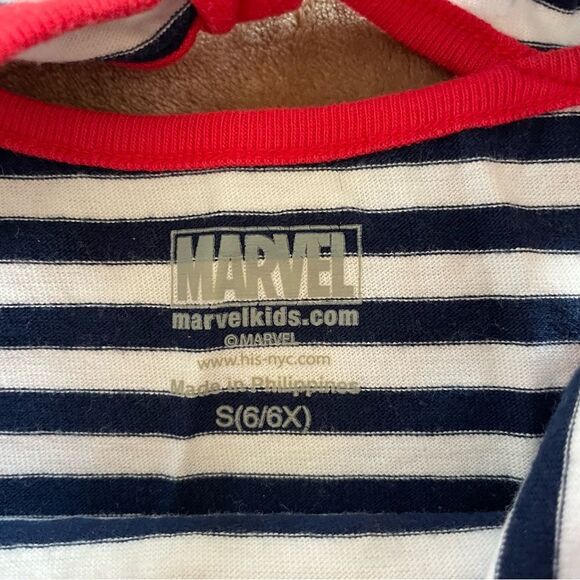 MARVEL
marvelkids.com
©MARVEL
www.his-nyc.com
Made in Philippines
S(6/6X)